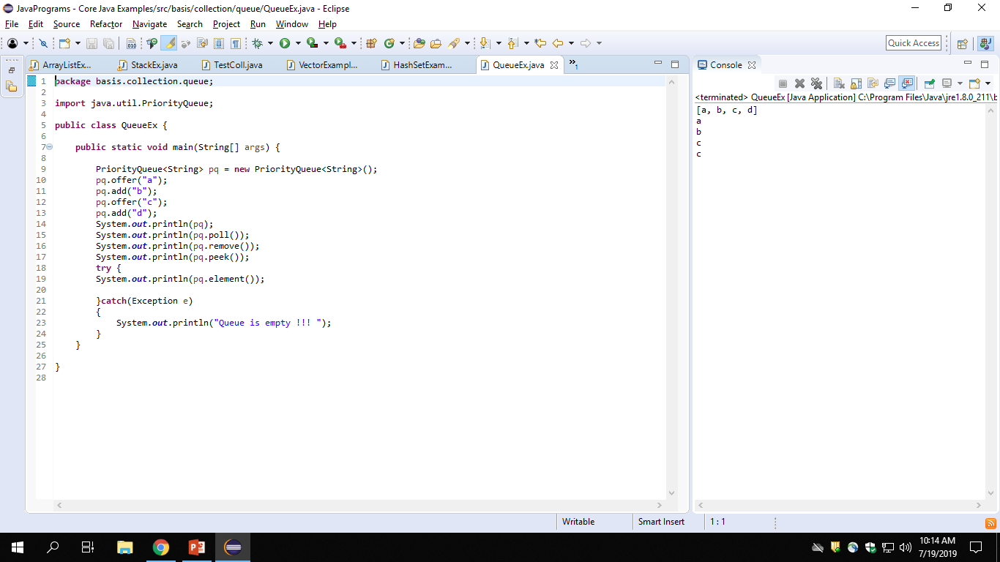 JavaPrograms - Core Java Examples/src/basis/collection/queue/QueueEx.java - Eclipse
File Edit Source Refactor Navigate Search Project Run Window Help
Quick Access
ArrayListEx... StackEx.java TestColl.java VectorExampl... HashSetExam... QueueEx.java »1
Console
<terminated> QueueEx [Java Application] C:\Program Files\Java\jre1.8.0_211\b
1 package basis.collection.queue;
2
3 import java.util.PriorityQueue;
4
5 public class QueueEx {
6
7 public static void main(String[] args) {
8
9 PriorityQueue<String> pq = new PriorityQueue<String>();
10 pq.offer("a");
11 pq.add("b");
12 pq.offer("c");
13 pq.add("d");
14 System.out.println(pq);
15 System.out.println(pq.poll());
16 System.out.println(pq.remove());
17 System.out.println(pq.peek());
18 try {
19 System.out.println(pq.element());
20
21 }catch(Exception e)
22 {
23 System.out.println("Queue is empty !!! ");
24 }
25 }
26
27 }
28
[a, b, c, d]
a
b
c
c
Writable Smart Insert 1 : 1
10:14 AM
7/19/2019